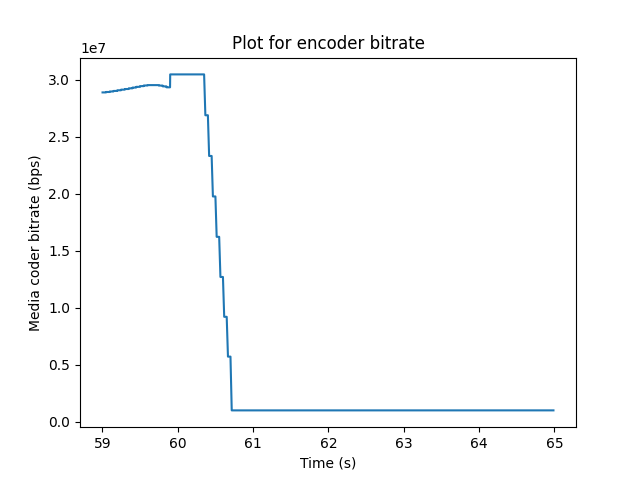 Plot for encoder bitrate
1e7
3.0
2.5
2.0
1.5
1.0
0.5
0.0
Media coder bitrate (bps)
59 60 61 62 63 64 65
Time (s)